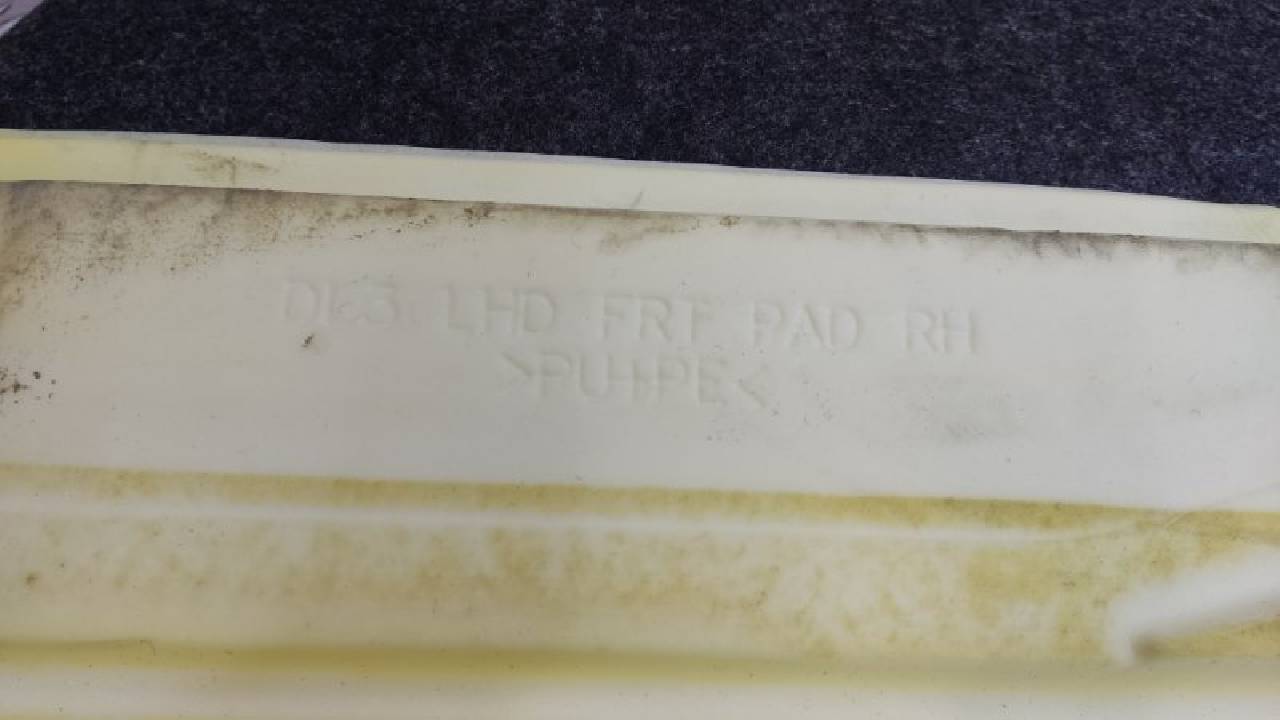 LHD FRT PAD RH
>PU+PE<